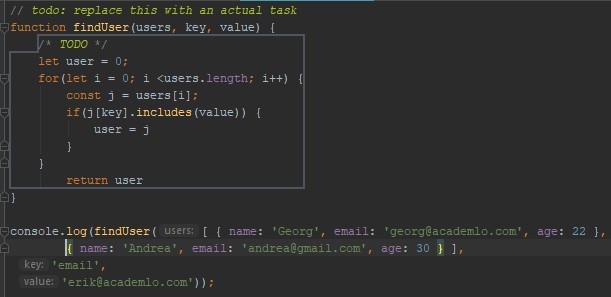 // todo: replace this with an actual task
function findUser(users, key, value) {
/* TODO */
let user = 0;
for(let i = 0; i <users.length; i++) {
const j = users[i];
if(j[key].includes(value)) {
user = j
}
}
return user
}
console.log(findUser( users: [ { name: 'Georg', email: 'georg@academlo.com', age: 22 },
{ name: 'Andrea', email: 'andrea@gmail.com', age: 30 } ],
key: 'email',
value: 'erik@academlo.com'));